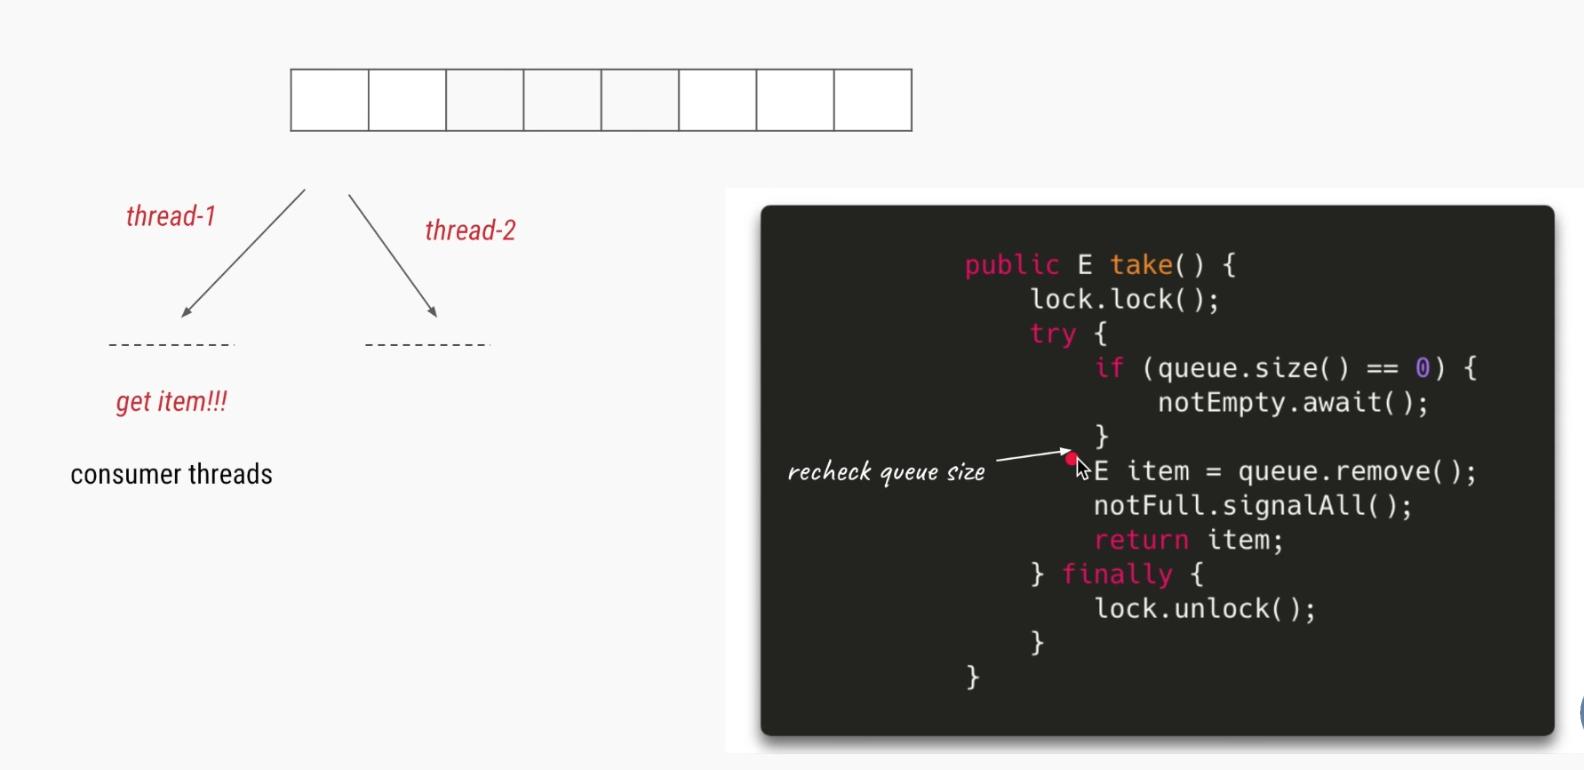 thread-1
thread-2
get item!!!
consumer threads
public E take() {
lock.lock();
try {
if (queue.size() == 0) {
notEmpty.await();
}
recheck queue size
E item = queue.remove();
notFull.signalAll();
return item;
} finally {
lock.unlock();
}
}